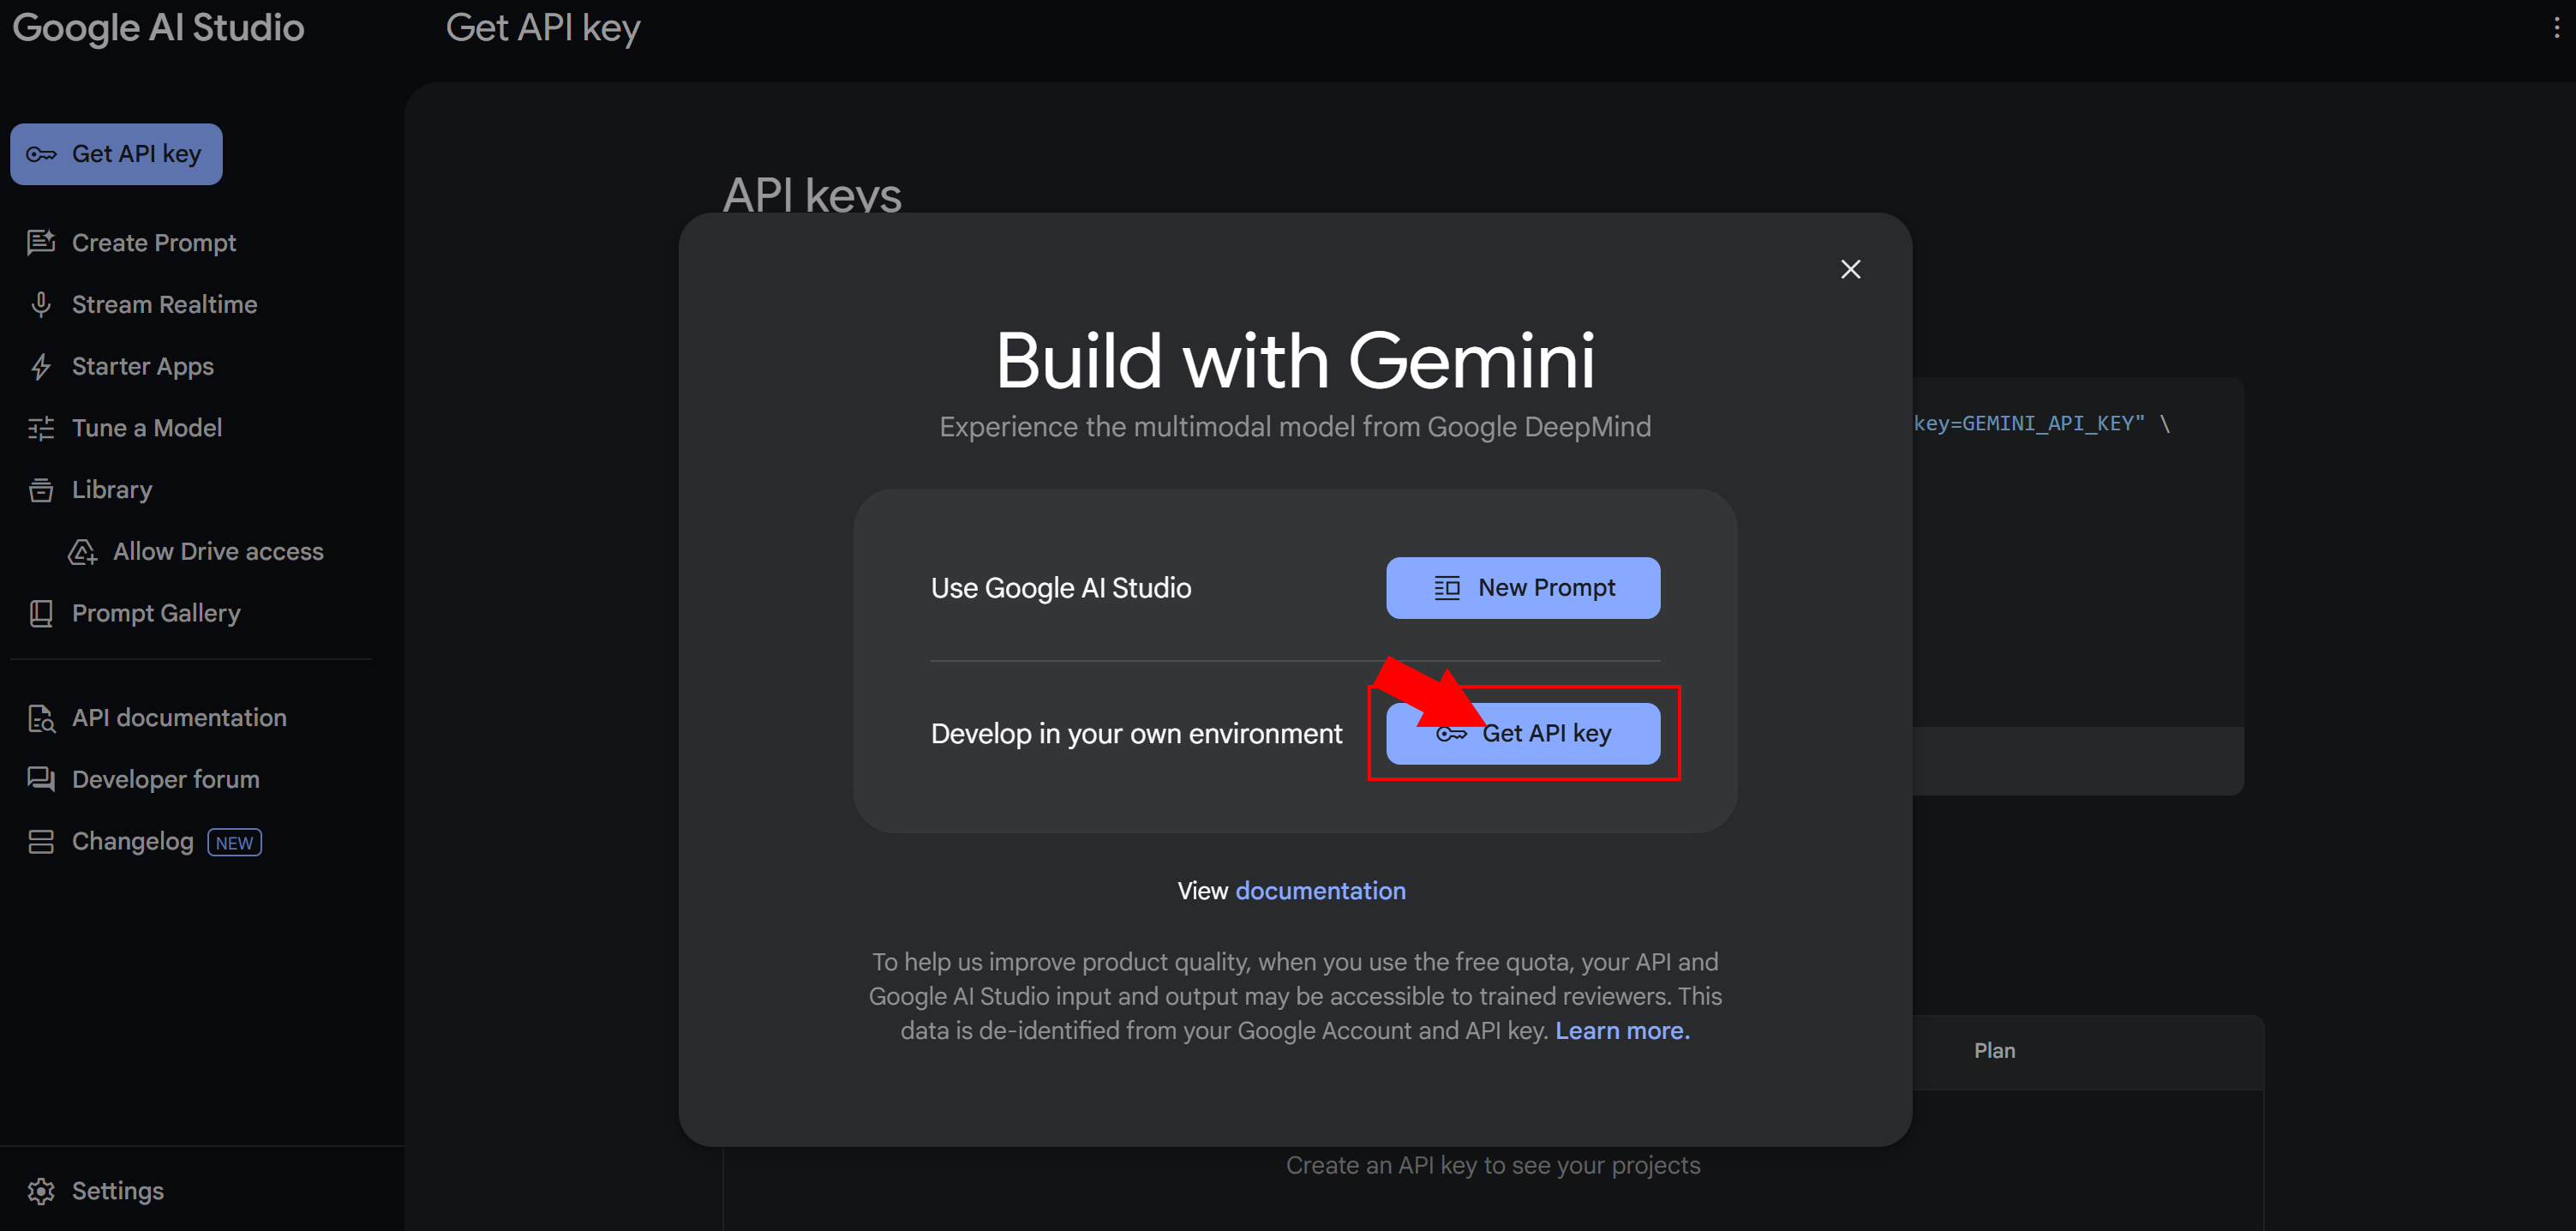 Google AI Studio
Get API key
Get API key
Create Prompt
Stream Realtime
Starter Apps
Tune a Model
Library
Allow Drive access
Prompt Gallery
API documentation
Developer forum
Changelog NEW
Settings
API keys
key=GEMINI_API_KEY" \
Build with Gemini
Experience the multimodal model from Google DeepMind
Use Google AI Studio
New Prompt
Develop in your own environment
Get API key
View documentation
To help us improve product quality, when you use the free quota, your API and
Google AI Studio input and output may be accessible to trained reviewers. This
data is de-identified from your Google Account and API key. Learn more.
Plan
Create an API key to see your projects